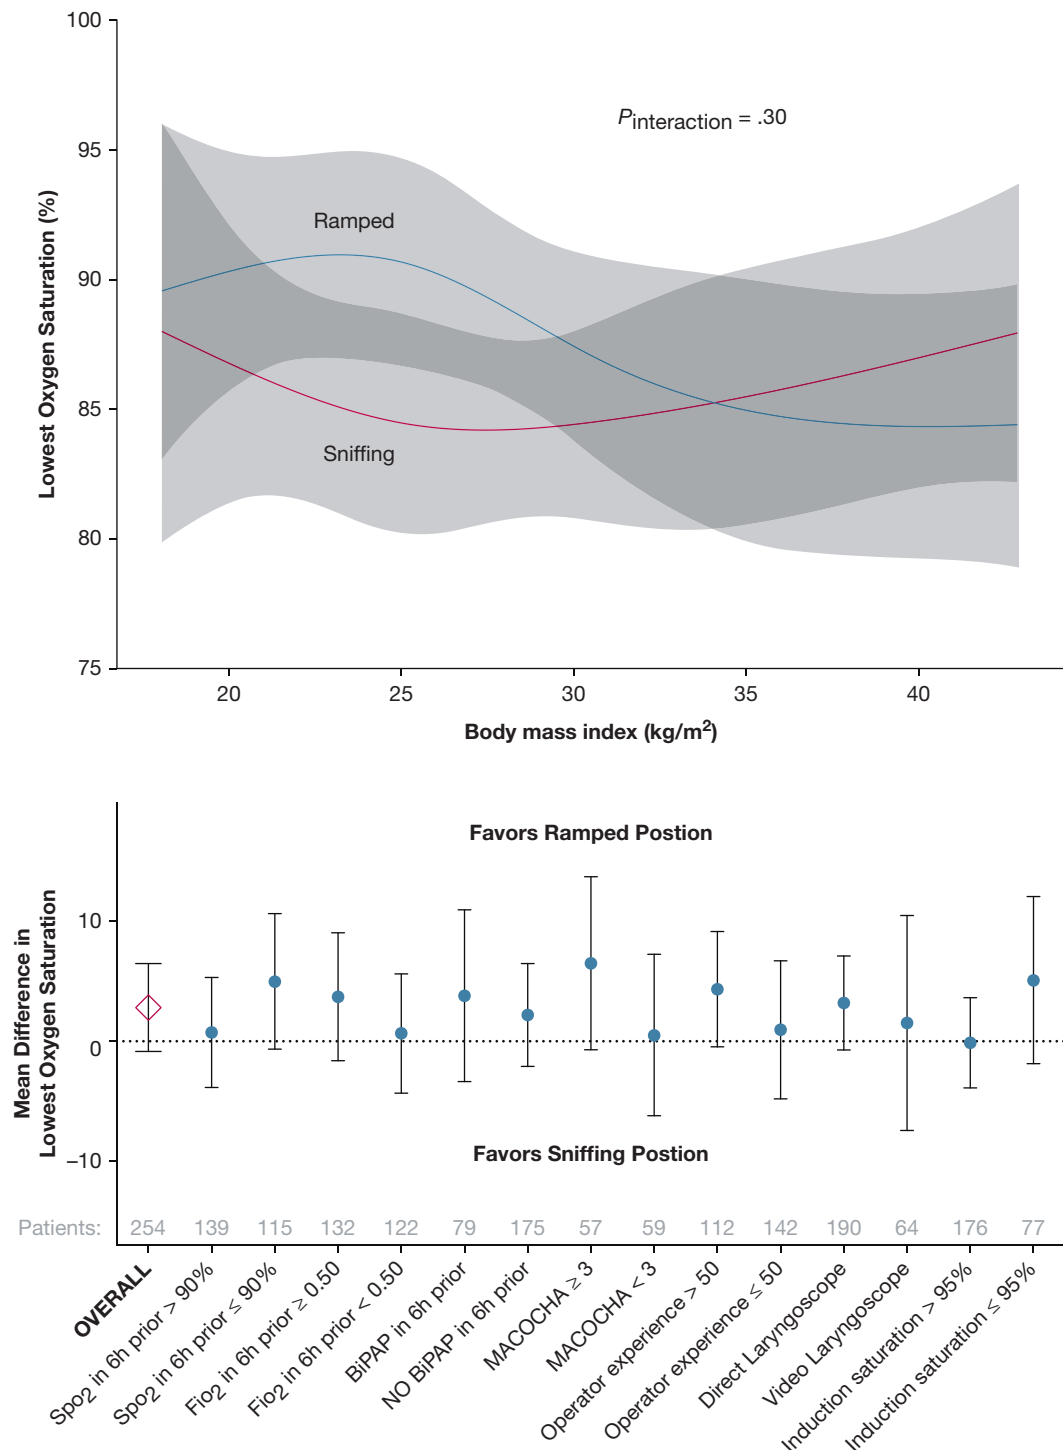 100
95
90
85
80
75
Lowest Oxygen Saturation (%)
Pinteraction = .30
Ramped
Sniffing
20 25 30 35 40
Body mass index (kg/m2)
Favors Ramped Postion
Mean Difference in
Lowest Oxygen Saturation
10
0
–10
Favors Sniffing Postion
Patients: 254 139 115 132 122 79 175 57 59 112 142 190 64 176 77
OVERALL
Spo2 in 6h prior > 90%
Spo2 in 6h prior ≤ 90%
Fio2 in 6h prior ≥ 0.50
Fio2 in 6h prior < 0.50
BiPAP in 6h prior
NO BiPAP in 6h prior
MACOCHA ≥ 3
MACOCHA < 3
Operator experience > 50
Operator experience ≤ 50
Direct Laryngoscope
Video Laryngoscope
Induction saturation > 95%
Induction saturation ≤ 95%